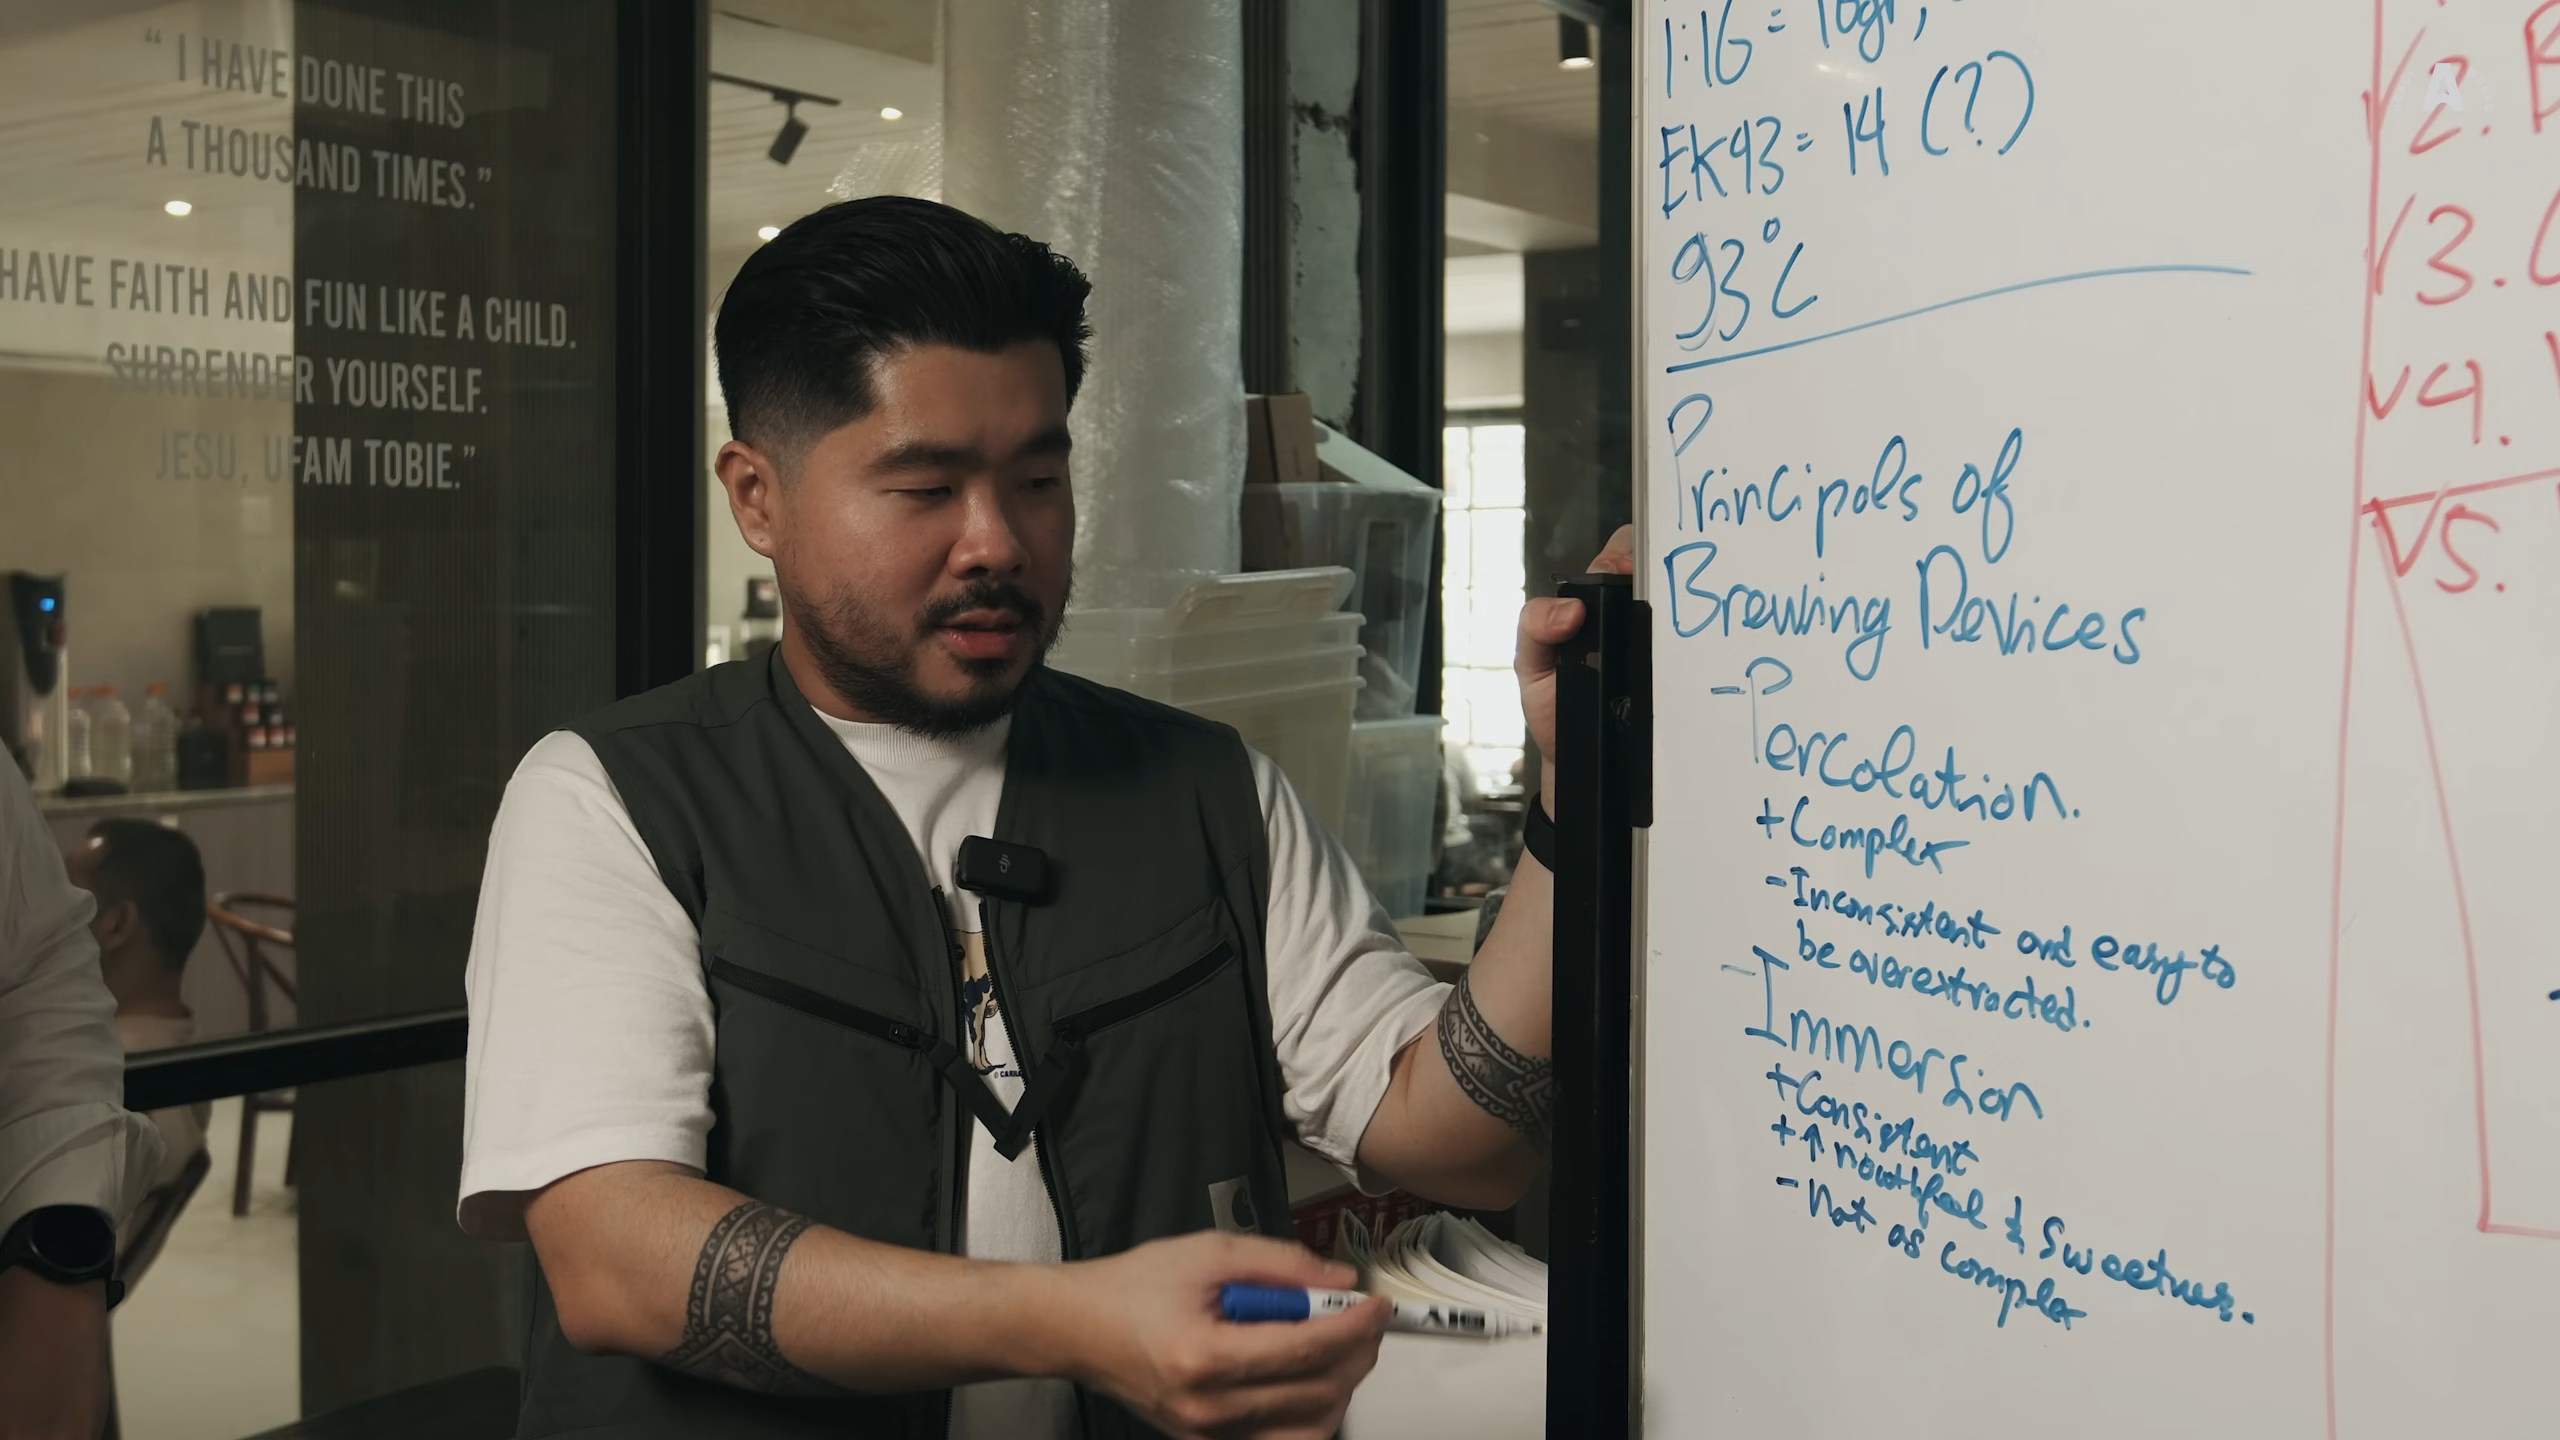 “ I HAVE DONE THIS
A THOUSAND TIMES.”
HAVE FAITH AND FUN LIKE A CHILD.
SURRENDER YOURSELF.
JESU, UFAM TOBIE.”
1:16 = 16gr,
EK43 = 14 (?)
93°C
Principals of
Brewing Devices
- Percolation.
+ Complex
- Inconsistent and easy to
be overextracted.
- Immersion
+ Consistent
+ ↑ mouthfeel & Sweetness.
- Not as complex
√2. B
√3. C
√4.
√5.
A